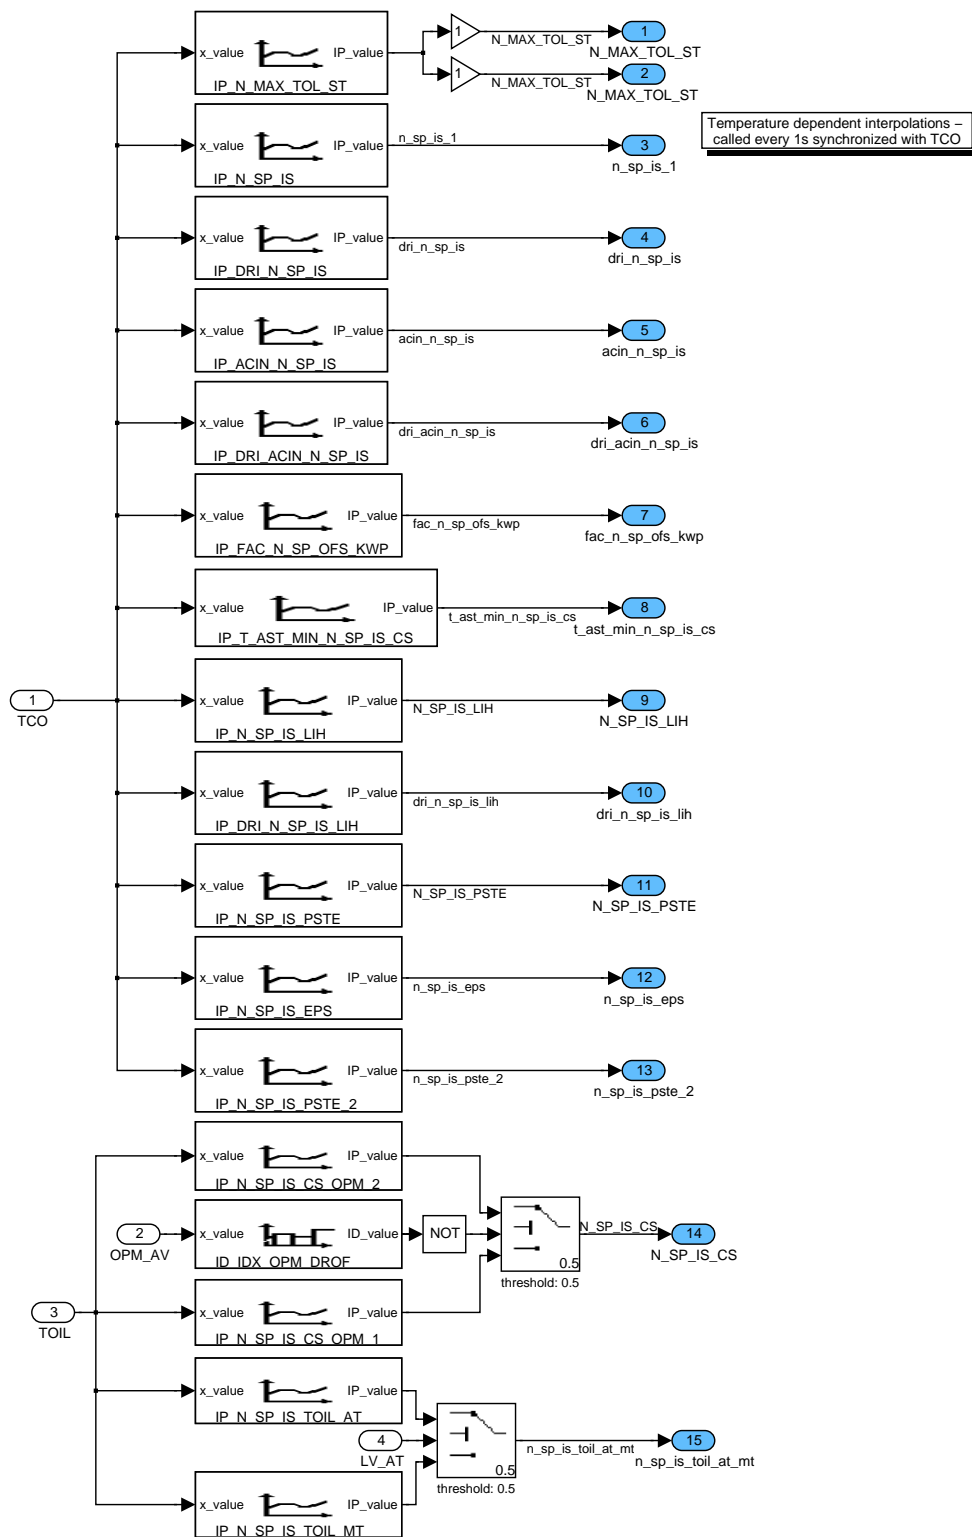 x_value IP_value
IP_N_MAX_TOL_ST
1 N_MAX_TOL_ST 1
N_MAX_TOL_ST
1 N_MAX_TOL_ST 2
N_MAX_TOL_ST
Temperature dependent interpolations –
called every 1s synchronized with TCO
x_value IP_value n_sp_is_1 3
IP_N_SP_IS n_sp_is_1
x_value IP_value dri_n_sp_is 4
IP_DRI_N_SP_IS dri_n_sp_is
x_value IP_value acin_n_sp_is 5
IP_ACIN_N_SP_IS acin_n_sp_is
x_value IP_value dri_acin_n_sp_is 6
IP_DRI_ACIN_N_SP_IS dri_acin_n_sp_is
x_value IP_value fac_n_sp_ofs_kwp 7
IP_FAC_N_SP_OFS_KWP fac_n_sp_ofs_kwp
x_value IP_value t_ast_min_n_sp_is_cs 8
IP_T_AST_MIN_N_SP_IS_CS t_ast_min_n_sp_is_cs
1
TCO
x_value IP_value N_SP_IS_LIH 9
IP_N_SP_IS_LIH N_SP_IS_LIH
x_value IP_value dri_n_sp_is_lih 10
IP_DRI_N_SP_IS_LIH dri_n_sp_is_lih
x_value IP_value N_SP_IS_PSTE 11
IP_N_SP_IS_PSTE N_SP_IS_PSTE
x_value IP_value n_sp_is_eps 12
IP_N_SP_IS_EPS n_sp_is_eps
x_value IP_value n_sp_is_pste_2 13
IP_N_SP_IS_PSTE_2 n_sp_is_pste_2
x_value IP_value
IP_N_SP_IS_CS_OPM_2
2
OPM_AV
x_value ID_value NOT
ID_IDX_OPM_DROF
0.5
threshold: 0.5
N_SP_IS_CS 14
N_SP_IS_CS
3
TOIL
x_value IP_value
IP_N_SP_IS_CS_OPM_1
x_value IP_value
IP_N_SP_IS_TOIL_AT
4
LV_AT
0.5
threshold: 0.5
n_sp_is_toil_at_mt 15
n_sp_is_toil_at_mt
x_value IP_value
IP_N_SP_IS_TOIL_MT